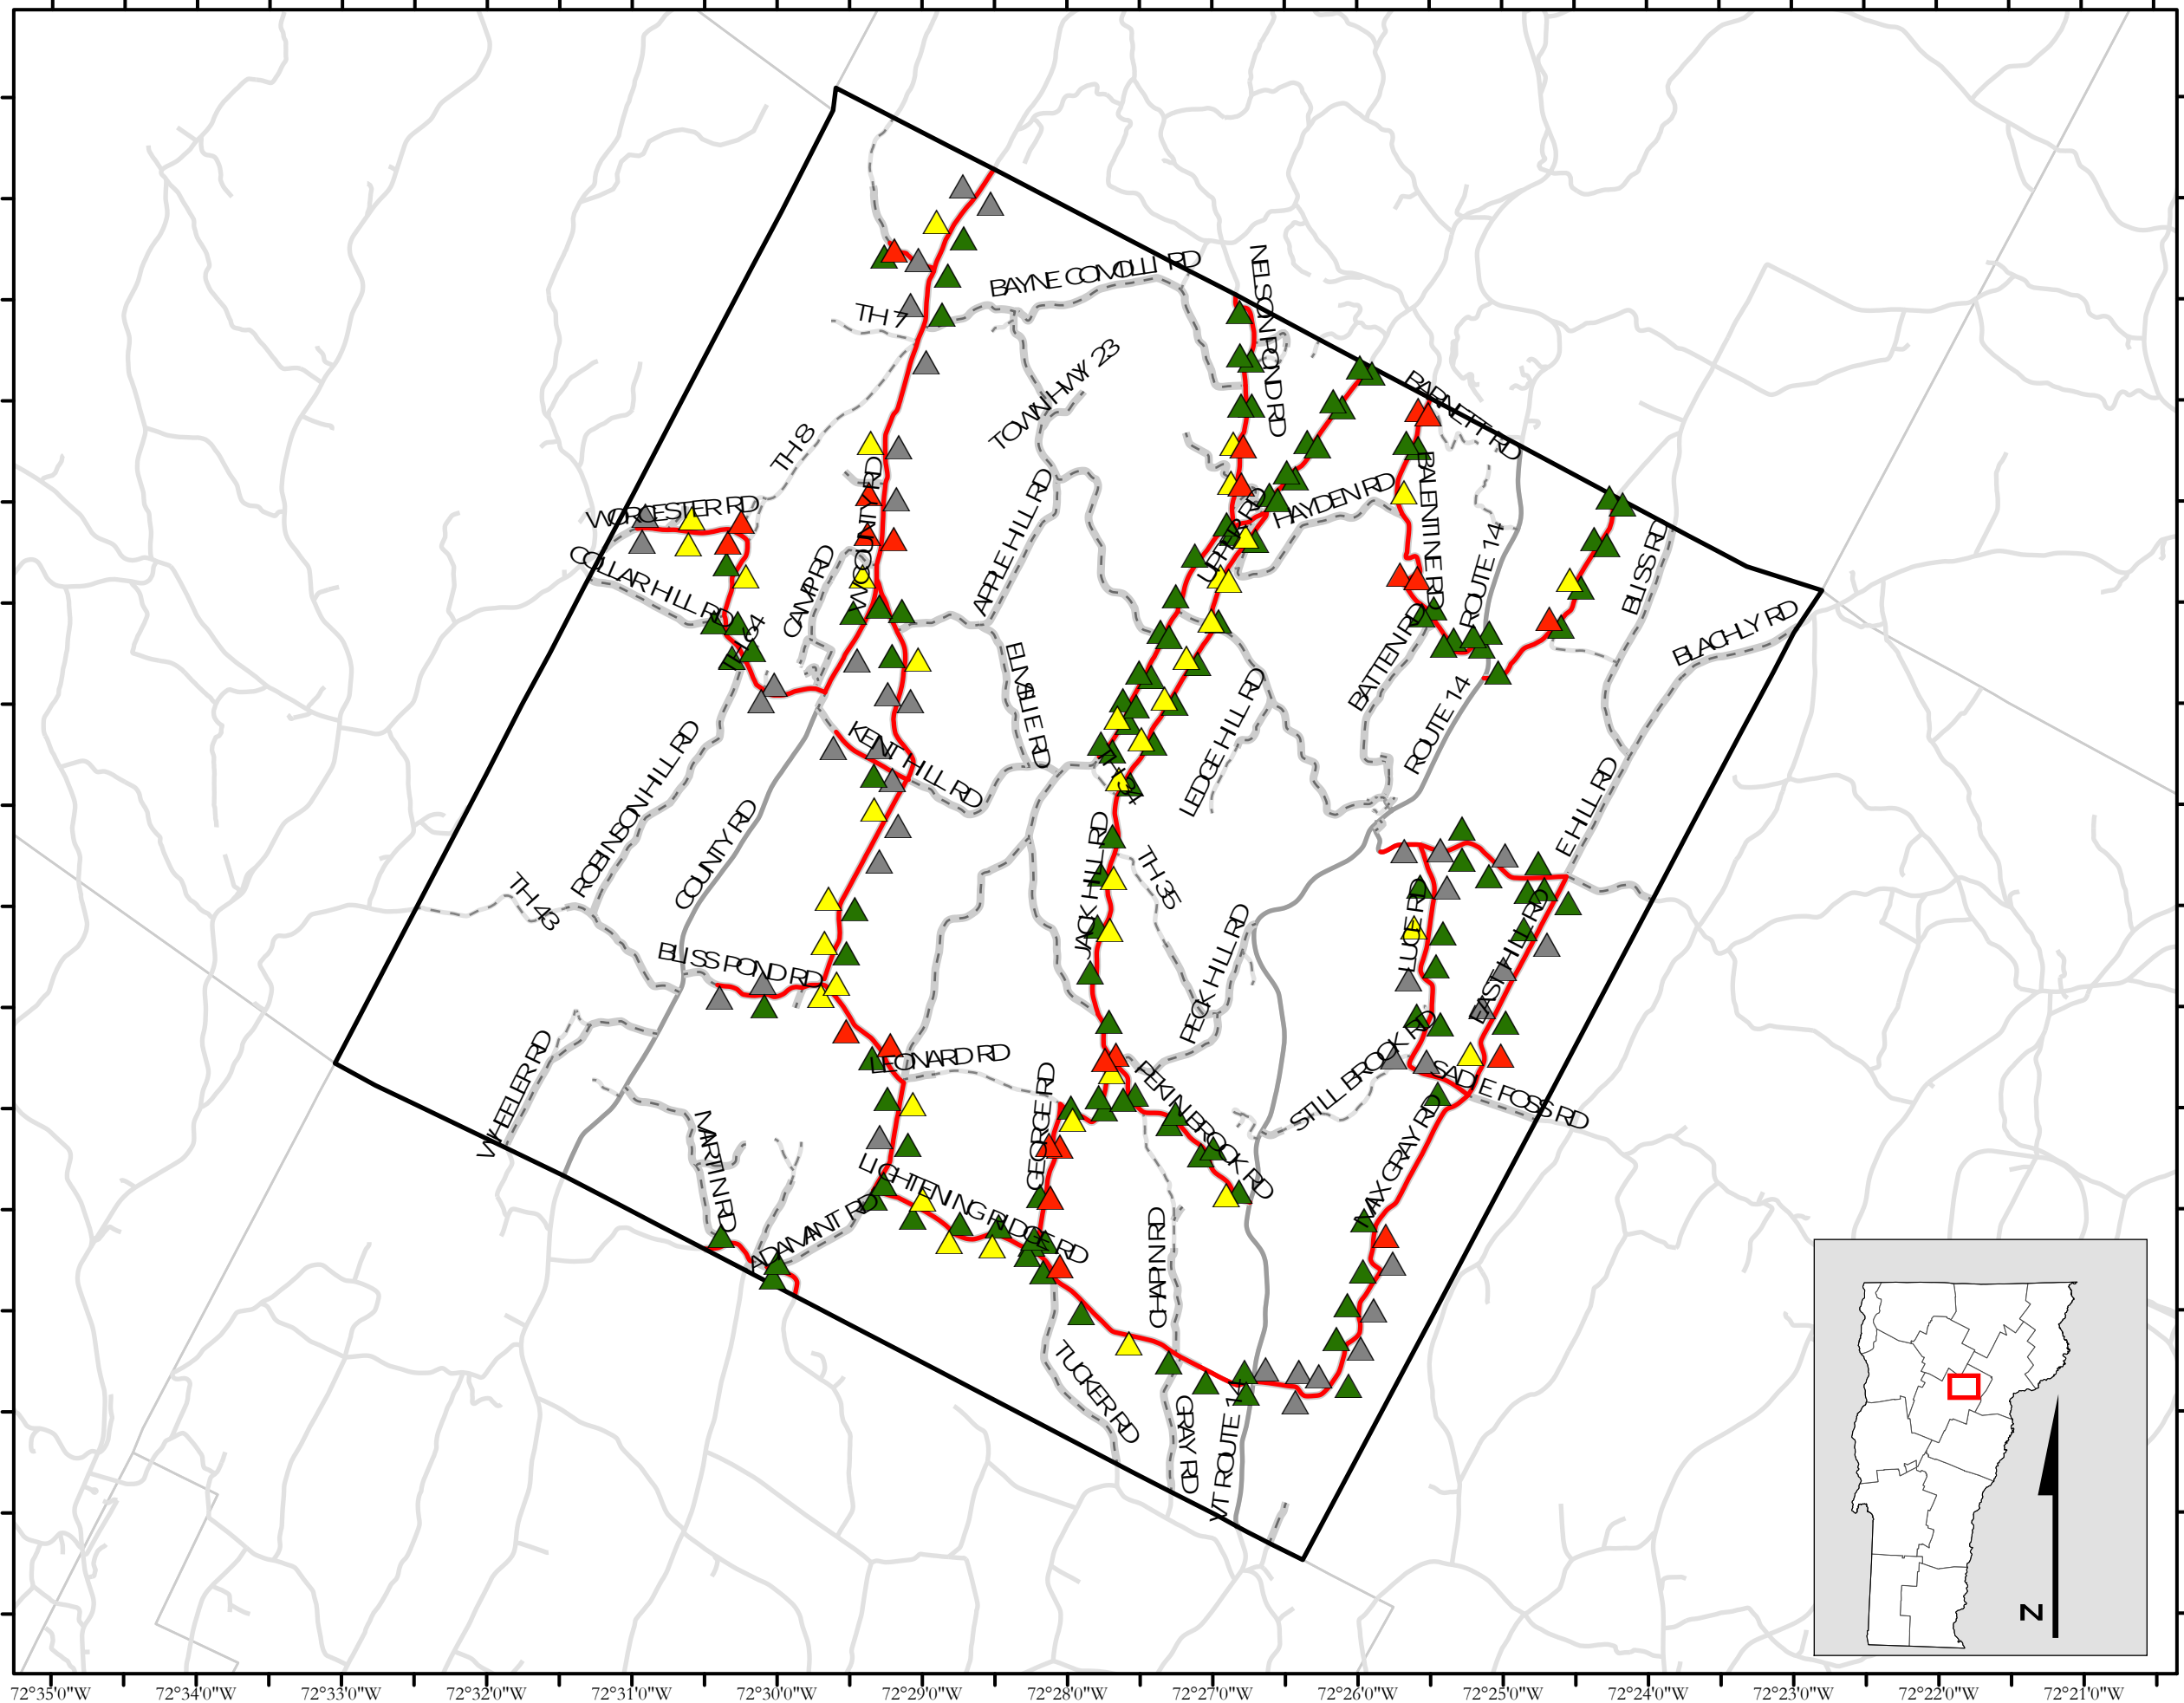 NELSON POND RD
BAYNE COMOLLI RD
TH 7
TOWN HWY 23
BARNETT RD
TH 8
W COUNTY RD
BALENTINE RD
APPLE HILL RD
HAYDEN RD
UPPER RD
WORCESTER RD
ROUTE 14
BLISS RD
COLLAR HILL RD
CAMP RD
BLACHLY RD
BATTEN RD
ELMSLIE RD
LEDGE HILL RD
ROUTE 14
ROBINSON HILL RD
KENT HILL RD
E HILL RD
COUNTY RD
JACK HILL RD
TH 35
TH 43
LUCE RD
EAST HILL RD
PECK HILL RD
BLISS POND RD
STILL BROOK RD
WHEELER RD
LEONARD RD
PEKIN BROOK RD
SADIE FOSS RD
GEORGE RD
MARTIN RD
MAX GRAY RD
LIGHTENING RIDGE RD
ADAMANT RD
CHAPIN RD
TUCKER RD
GRAY RD
VT ROUTE 14
N
72°35'0"W 72°34'0"W 72°33'0"W 72°32'0"W 72°31'0"W 72°30'0"W 72°29'0"W 72°28'0"W 72°27'0"W 72°26'0"W 72°25'0"W 72°24'0"W 72°23'0"W 72°22'0"W 72°21'0"W